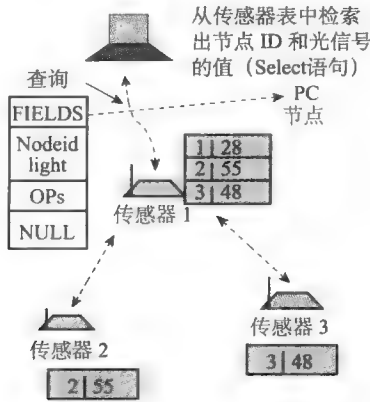 从传感器表中检索
出节点 ID 和光信号
的值（Select语句）
查询
PC
节点
FIELDS
Nodeid
light
OPs
NULL
1 | 28
2 | 55
3 | 48
传感器 1
传感器 2
2 | 55
传感器 3
3 | 48